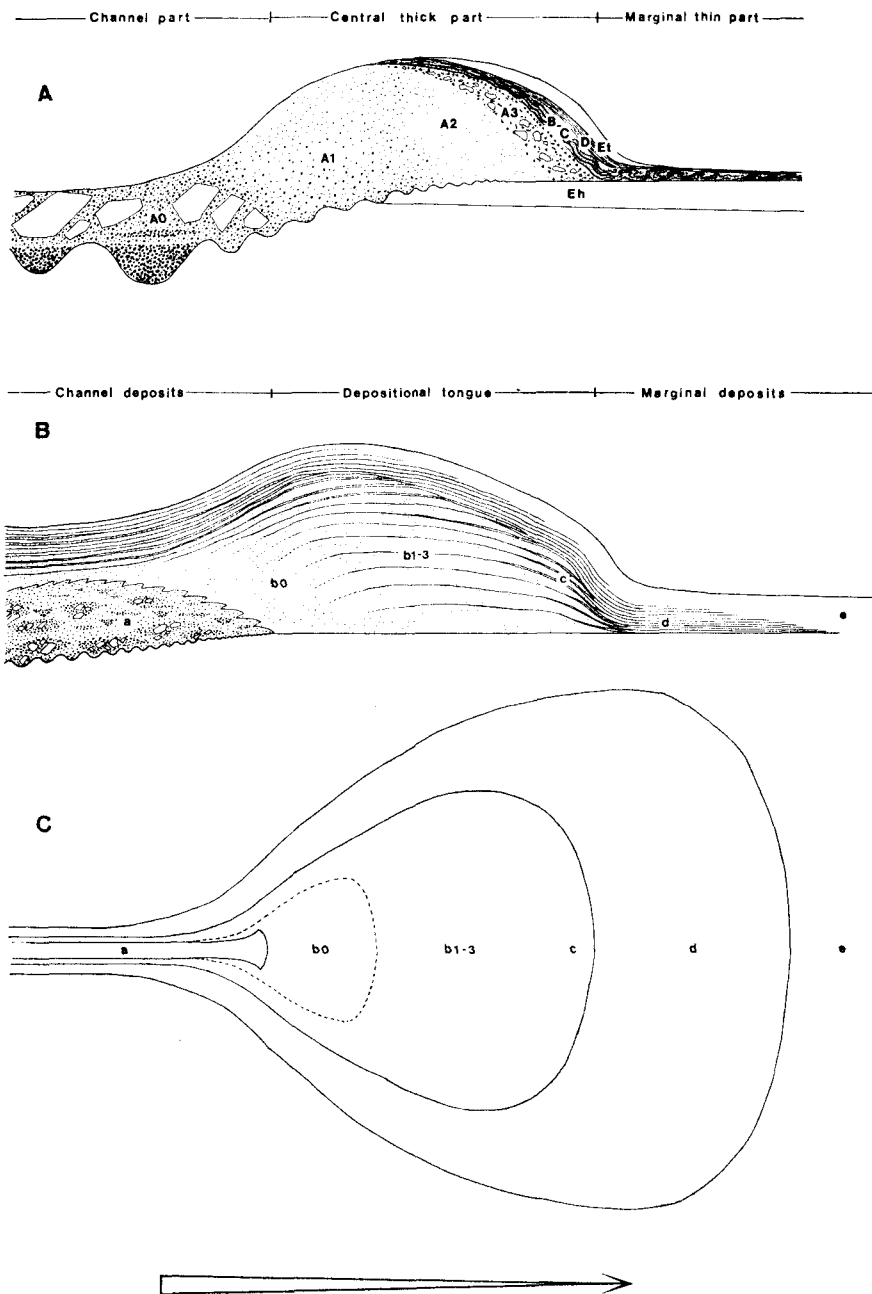 Channel part Central thick part Marginal thin part
A
A0 A1 A2 A3 B C D Et
Eh
Channel deposits Depositional tongue Marginal deposits
B
a b0 b1-3 c d e
C
a b0 b1-3 c d e